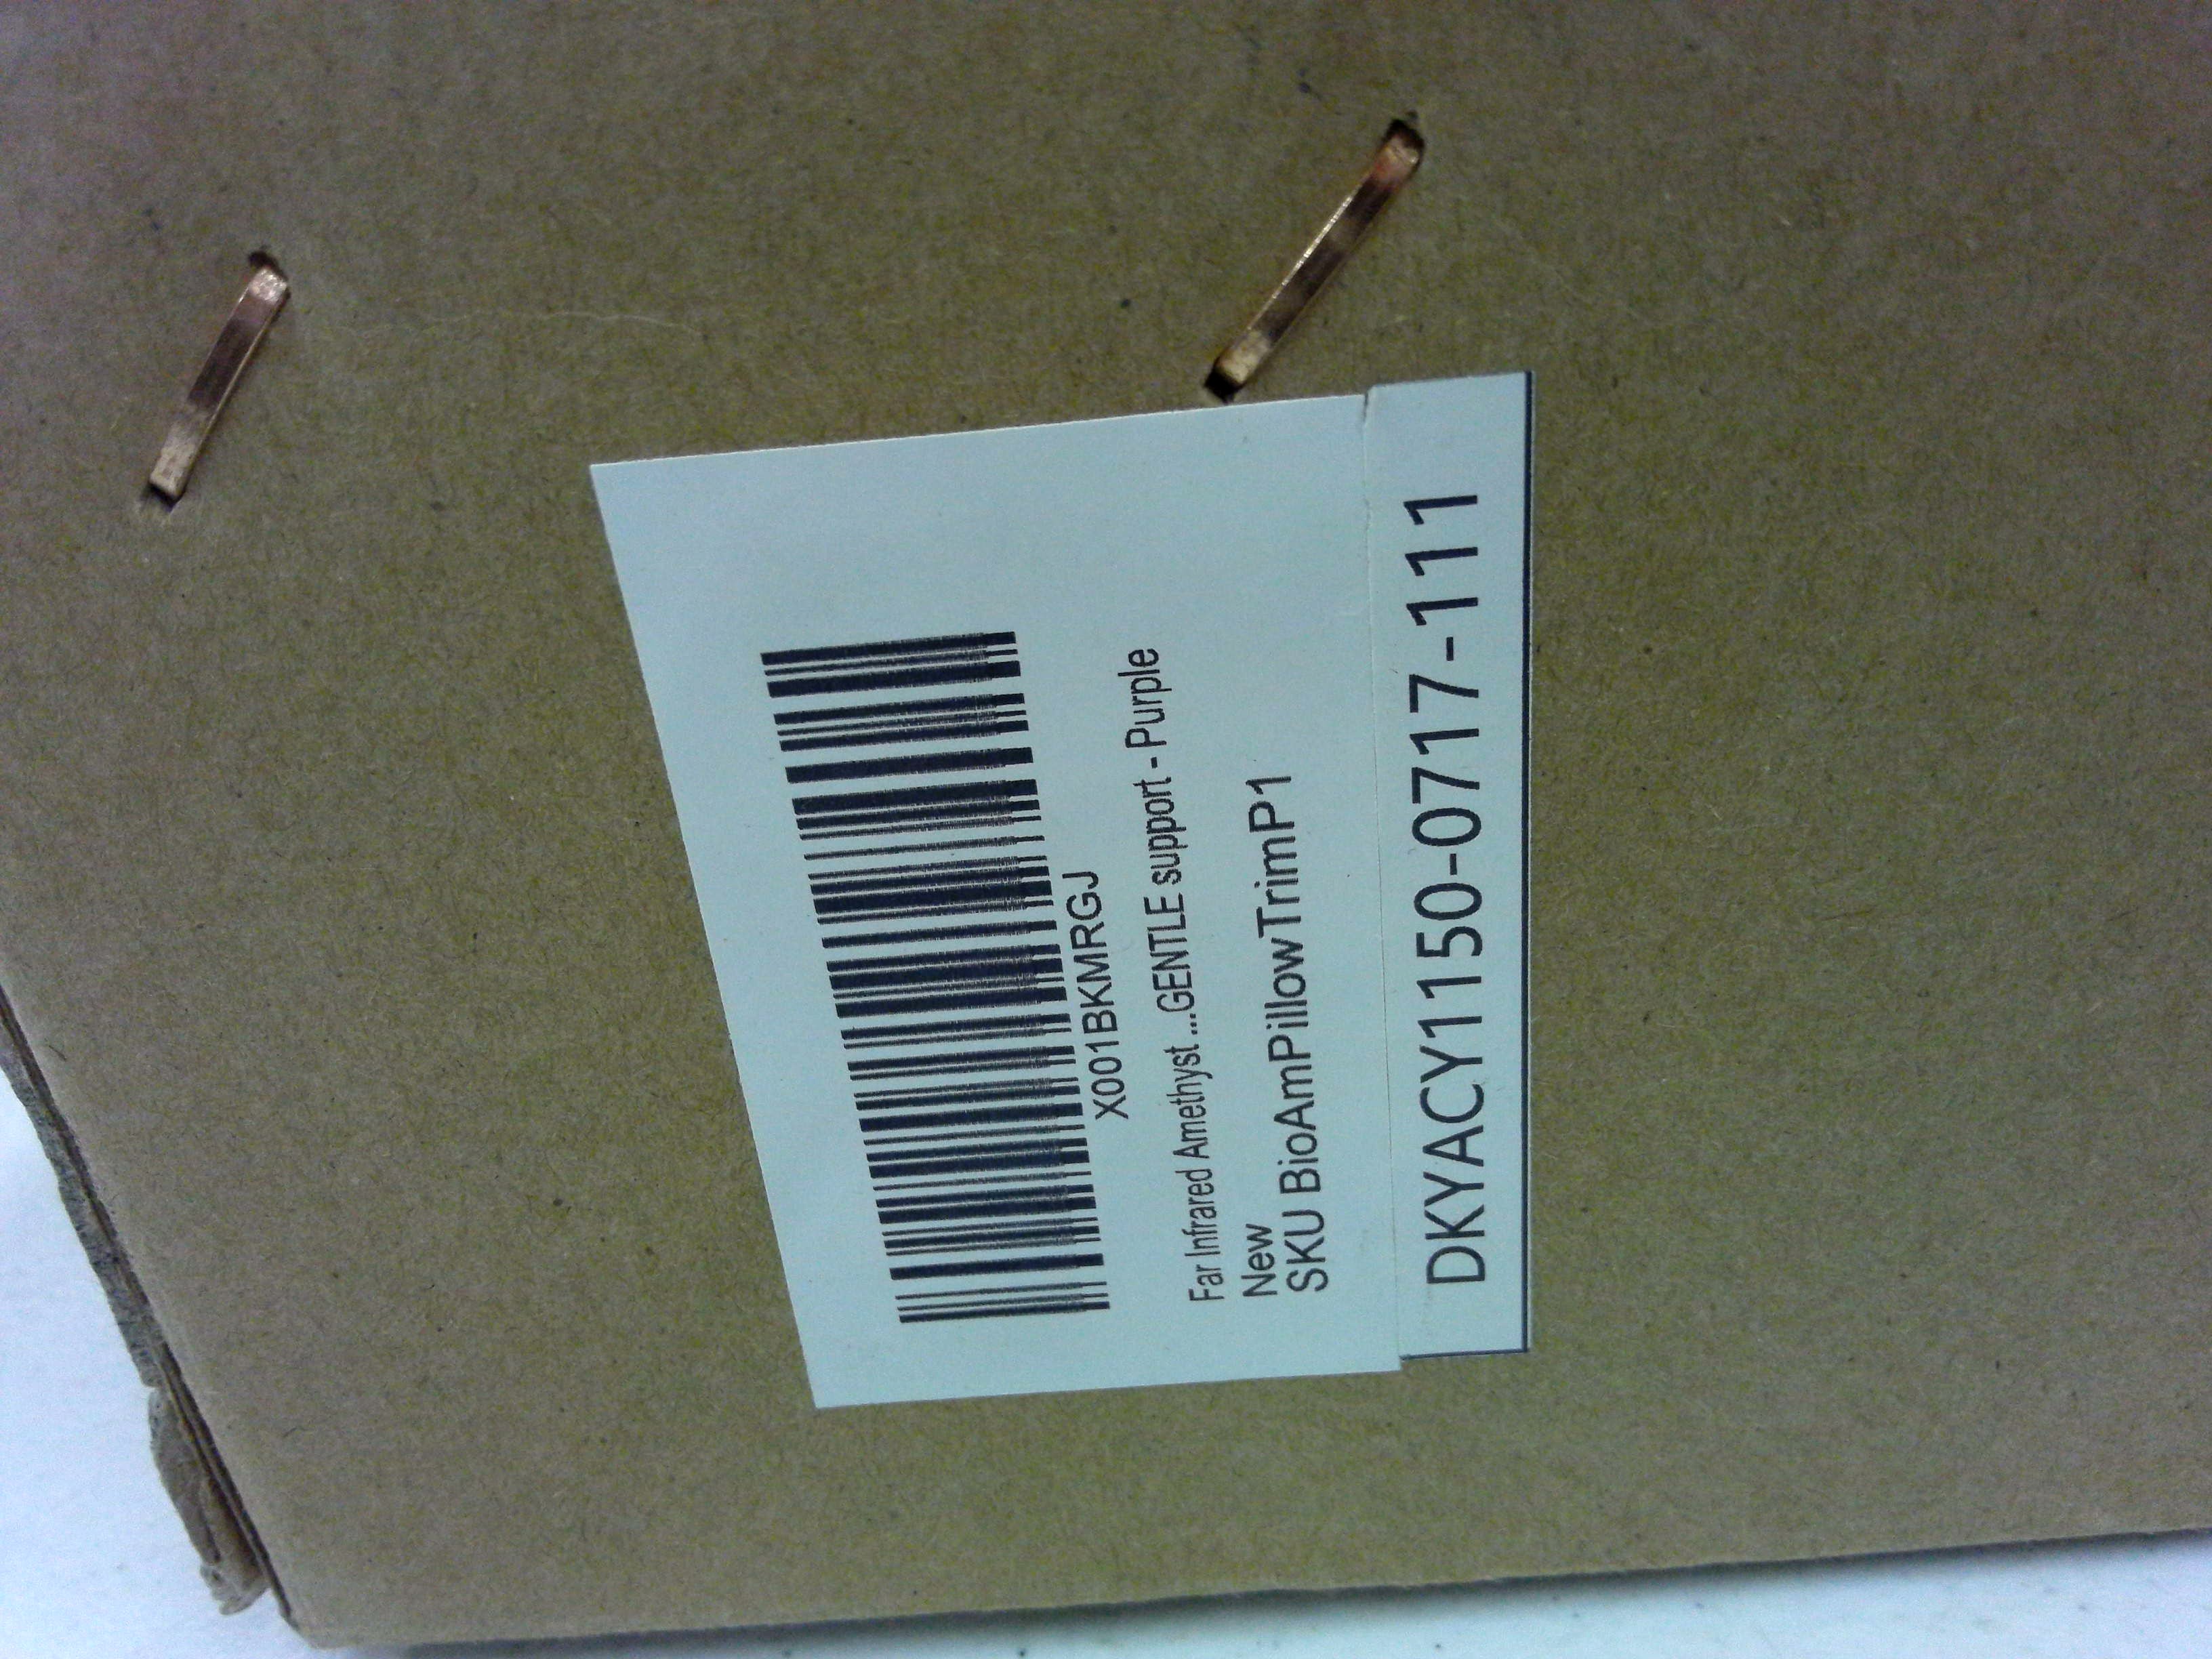 X001BKMRGJ
Far Infrared Amethyst ...GENTLE support - Purple
New
SKU BioAmPillowTrimP1
DKYACY1150-0717-111